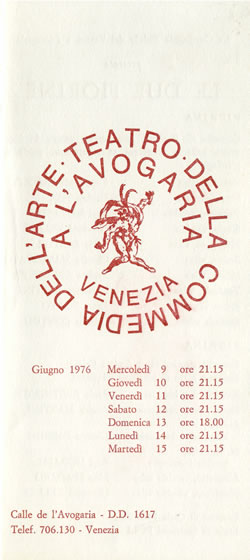 TEATRO·DELLA COMMEDIA DELL'ARTE·
A L'AVOGARIA
VENEZIA
Giugno 1976 Mercoledì 9 ore 21.15
Giovedì 10 ore 21.15
Venerdì 11 ore 21.15
Sabato 12 ore 21.15
Domenica 13 ore 18.00
Lunedì 14 ore 21.15
Martedì 15 ore 21.15
Calle de l'Avogaria - D.D. 1617
Telef. 706.130 - Venezia